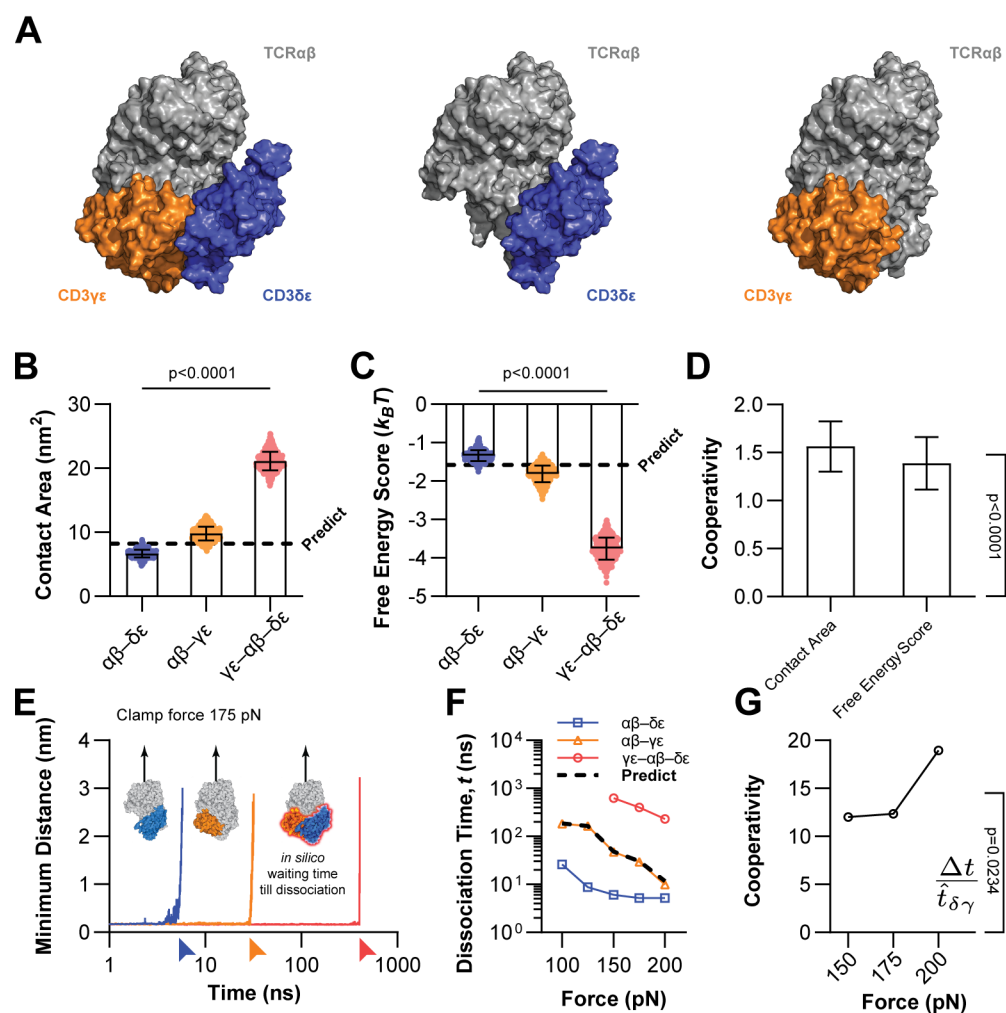 A
TCRαβ
CD3γε
CD3δε
TCRαβ
CD3δε
TCRαβ
CD3γε
B
p<0.0001
Contact Area (nm²)
30
20
10
0
Predict
αβ–δε
αβ–γε
γε–αβ–δε
C
p<0.0001
Free Energy Score (k_BT)
0
-1
-2
-3
-4
-5
Predict
αβ–δε
αβ–γε
γε–αβ–δε
D
Cooperativity
2.0
1.5
1.0
0.5
0.0
p<0.0001
Contact Area
Free Energy Score
E
Clamp force 175 pN
Minimum Distance (nm)
4
3
2
1
0
in silico
waiting time
till dissociation
1
10
100
1000
Time (ns)
F
αβ–δε
αβ–γε
γε–αβ–δε
Predict
Dissociation Time, t (ns)
10⁴
10³
10²
10¹
10⁰
100
150
200
Force (pN)
G
Cooperativity
20
15
10
5
0
Δt
t̂δγ
p=0.0234
150
175
200
Force (pN)